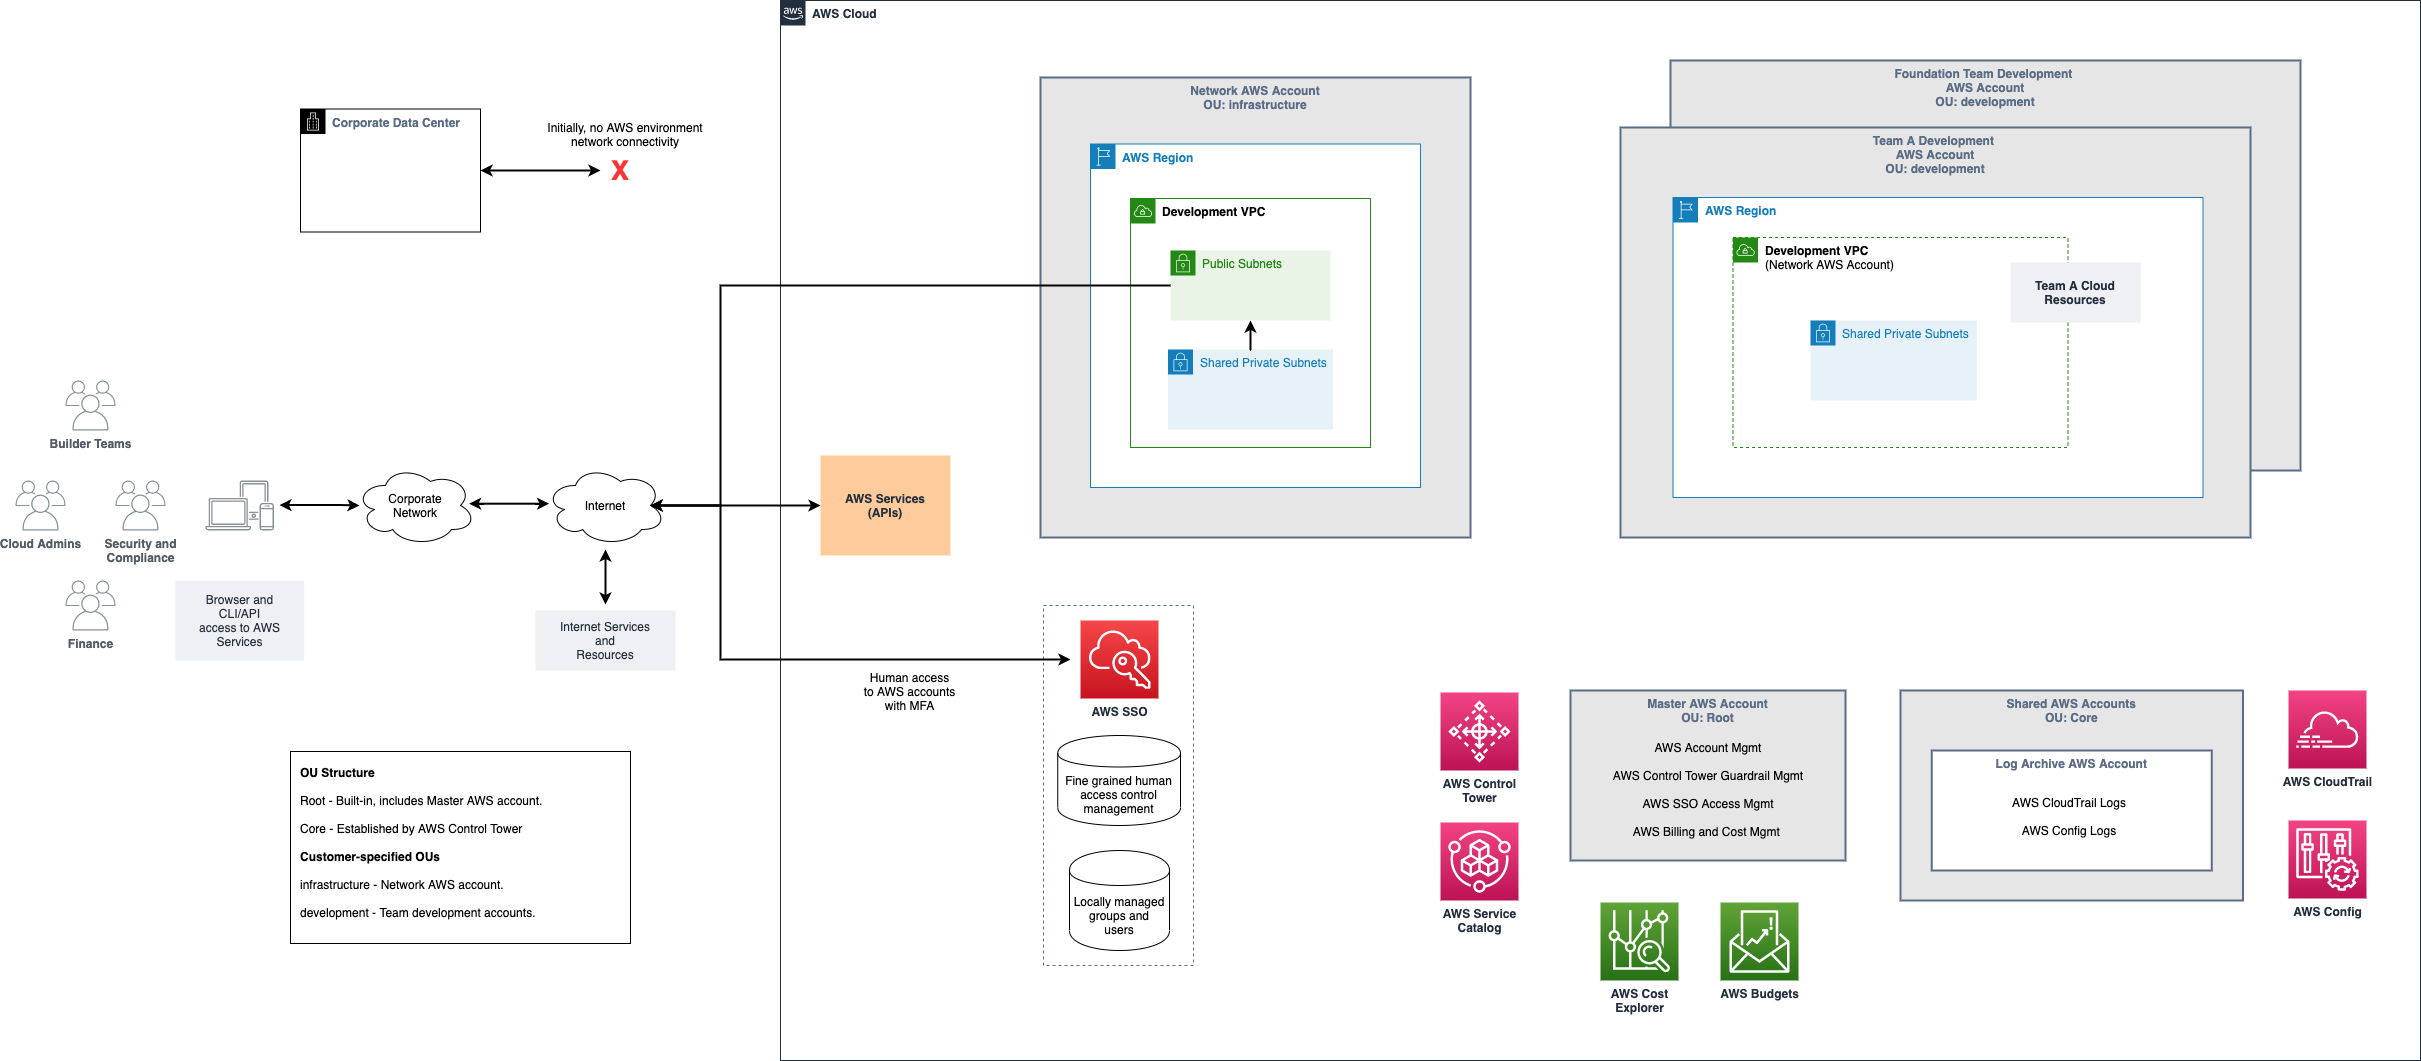 aws
AWS Cloud
Corporate Data Center
Initially, no AWS environment
network connectivity
X
Network AWS Account
OU: infrastructure
AWS Region
Development VPC
Public Subnets
Shared Private Subnets
Foundation Team Development
AWS Account
OU: development
Team A Development
AWS Account
OU: development
AWS Region
Development VPC
(Network AWS Account)
Team A Cloud
Resources
Shared Private Subnets
Builder Teams
Cloud Admins
Security and
Compliance
Finance
Browser and
CLI/API
access to AWS
Services
Corporate
Network
Internet
Internet Services
and
Resources
AWS Services
(APIs)
Human access
to AWS accounts
with MFA
AWS SSO
Fine grained human
access control
management
Locally managed
groups and
users
OU Structure
Root - Built-in, includes Master AWS account.
Core - Established by AWS Control Tower
Customer-specified OUs
infrastructure - Network AWS account.
development - Team development accounts.
AWS Control
Tower
AWS Service
Catalog
Master AWS Account
OU: Root
AWS Account Mgmt
AWS Control Tower Guardrail Mgmt
AWS SSO Access Mgmt
AWS Billing and Cost Mgmt
AWS Cost
Explorer
AWS Budgets
Shared AWS Accounts
OU: Core
Log Archive AWS Account
AWS CloudTrail Logs
AWS Config Logs
AWS CloudTrail
AWS Config